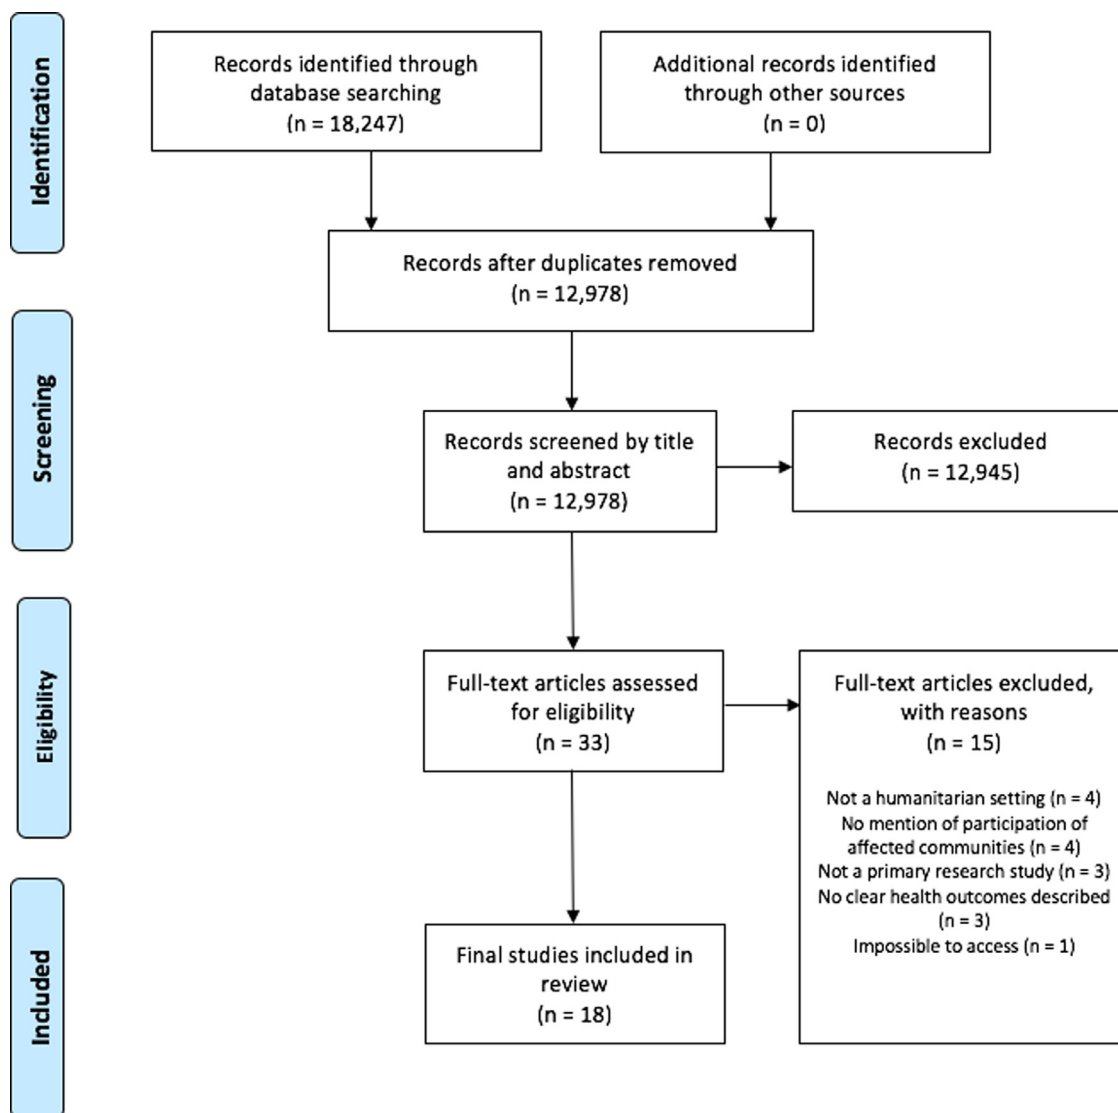 Identification
Records identified through
database searching
(n = 18,247)
Additional records identified
through other sources
(n = 0)
Records after duplicates removed
(n = 12,978)
Screening
Records screened by title
and abstract
(n = 12,978)
Records excluded
(n = 12,945)
Eligibility
Full-text articles assessed
for eligibility
(n = 33)
Full-text articles excluded,
with reasons
(n = 15)
Not a humanitarian setting (n = 4)
No mention of participation of
affected communities (n = 4)
Not a primary research study (n = 3)
No clear health outcomes described
(n = 3)
Impossible to access (n = 1)
Included
Final studies included in
review
(n = 18)